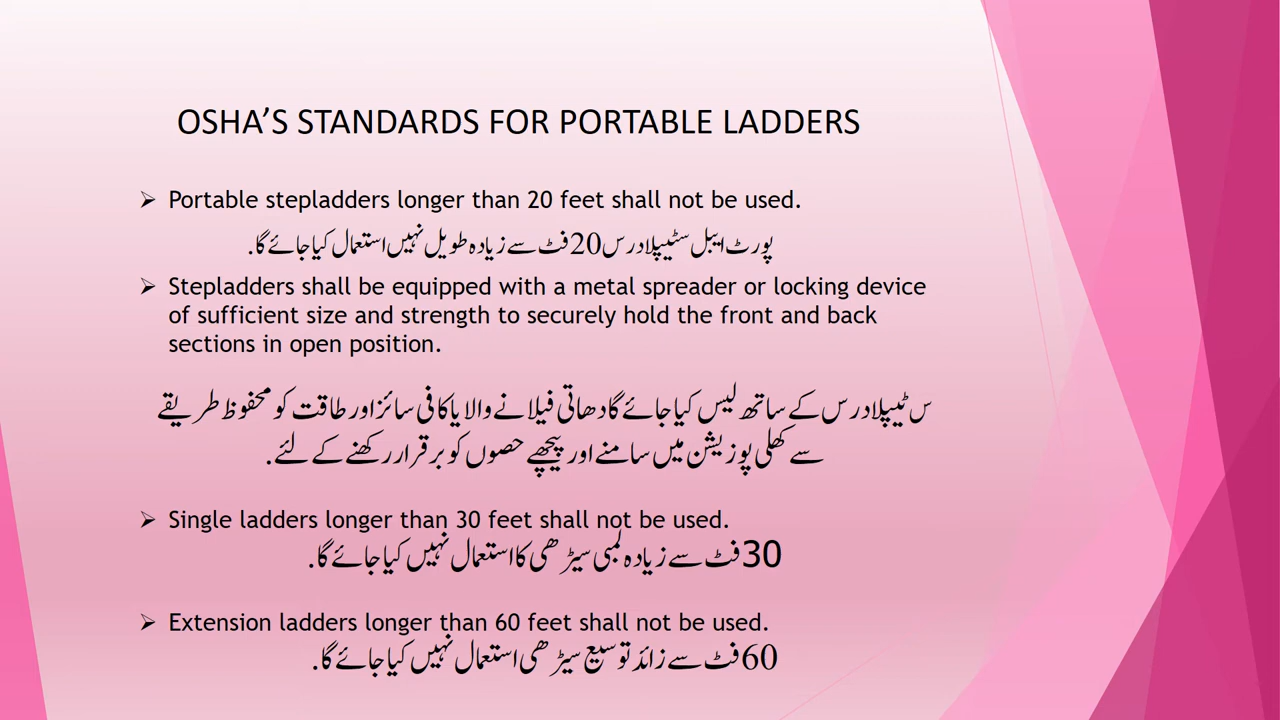 OSHA’S STANDARDS FOR PORTABLE LADDERS
➢ Portable stepladders longer than 20 feet shall not be used.
پورٹ ایبل سٹیپلادرس 20 فٹ سے زیادہ طویل نہیں استعمال کیا جائے گا.
➢ Stepladders shall be equipped with a metal spreader or locking device
of sufficient size and strength to securely hold the front and back
sections in open position.
س ٹیپلادرس کے ساتھ لیس کیا جائے گا دھاتی فیلانے والا یا کافی سائز اور طاقت کو محفوظ طریقے
سے کھلی پوزیشن میں سامنے اور پیچھے حصوں کو برقرار رکھنے کے لئے.
➢ Single ladders longer than 30 feet shall not be used.
30 فٹ سے زیادہ لمبی سیڑھی کا استعمال نہیں کیا جائے گا.
➢ Extension ladders longer than 60 feet shall not be used.
60 فٹ سے زائد توسیع سیڑھی استعمال نہیں کیا جائے گا.